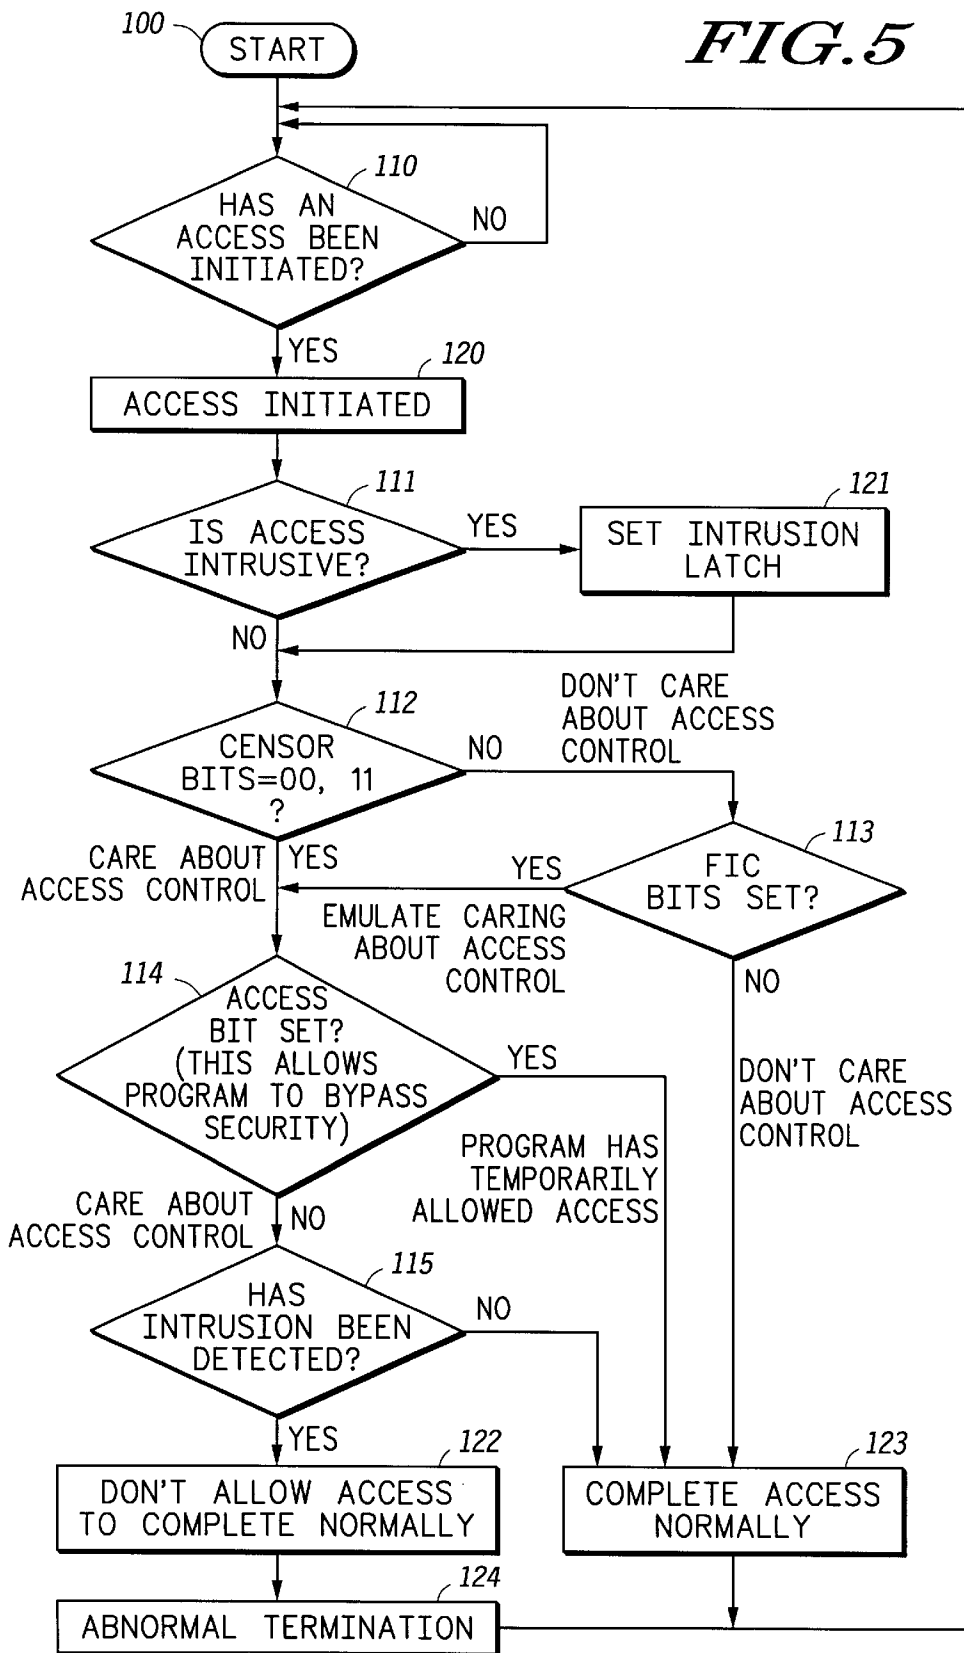 100
START
FIG.5
110
HAS AN
ACCESS BEEN
INITIATED?
NO
YES
120
ACCESS INITIATED
111
IS ACCESS
INTRUSIVE?
YES
121
SET INTRUSION
LATCH
NO
112
CENSOR
BITS=00, 11
?
NO
DON'T CARE
ABOUT ACCESS
CONTROL
CARE ABOUT
ACCESS CONTROL
YES
113
FIC
BITS SET?
YES
EMULATE CARING
ABOUT ACCESS
CONTROL
NO
114
ACCESS
BIT SET?
(THIS ALLOWS
PROGRAM TO BYPASS
SECURITY)
YES
DON'T CARE
ABOUT ACCESS
CONTROL
PROGRAM HAS
TEMPORARILY
ALLOWED ACCESS
CARE ABOUT
ACCESS CONTROL
NO
115
HAS
INTRUSION BEEN
DETECTED?
NO
YES
122
DON'T ALLOW ACCESS
TO COMPLETE NORMALLY
123
COMPLETE ACCESS
NORMALLY
124
ABNORMAL TERMINATION